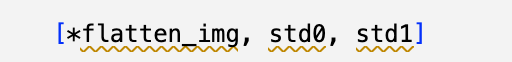 [*flatten_img, std0, std1]